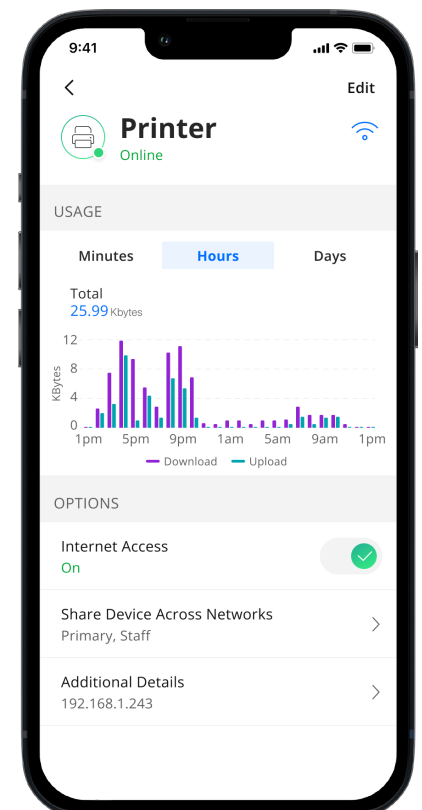 9:41
Edit
Printer
Online
USAGE
Minutes Hours Days
Total
25.99 Kbytes
KBytes
12
8
4
0
1pm 5pm 9pm 1am 5am 9am 1pm
Download Upload
OPTIONS
Internet Access
On
Share Device Across Networks
Primary, Staff
Additional Details
192.168.1.243